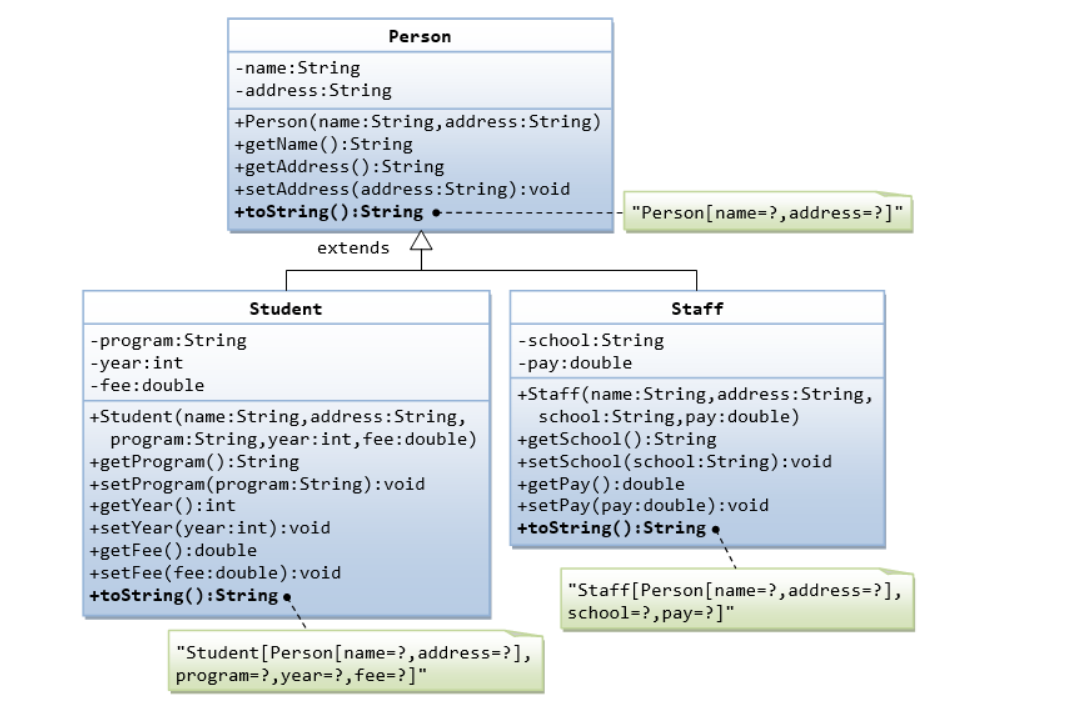 Person
-name:String
-address:String
+Person(name:String,address:String)
+getName():String
+getAddress():String
+setAddress(address:String):void
+toString():String
"Person[name=?,address=?]"
extends
Student
-program:String
-year:int
-fee:double
+Student(name:String,address:String,
program:String,year:int,fee:double)
+getProgram():String
+setProgram(program:String):void
+getYear():int
+setYear(year:int):void
+getFee():double
+setFee(fee:double):void
+toString():String
"Student[Person[name=?,address=?],
program=?,year=?,fee=?]"
Staff
-school:String
-pay:double
+Staff(name:String,address:String,
school:String,pay:double)
+getSchool():String
+setSchool(school:String):void
+getPay():double
+setPay(pay:double):void
+toString():String
"Staff[Person[name=?,address=?],
school=?,pay=?]"